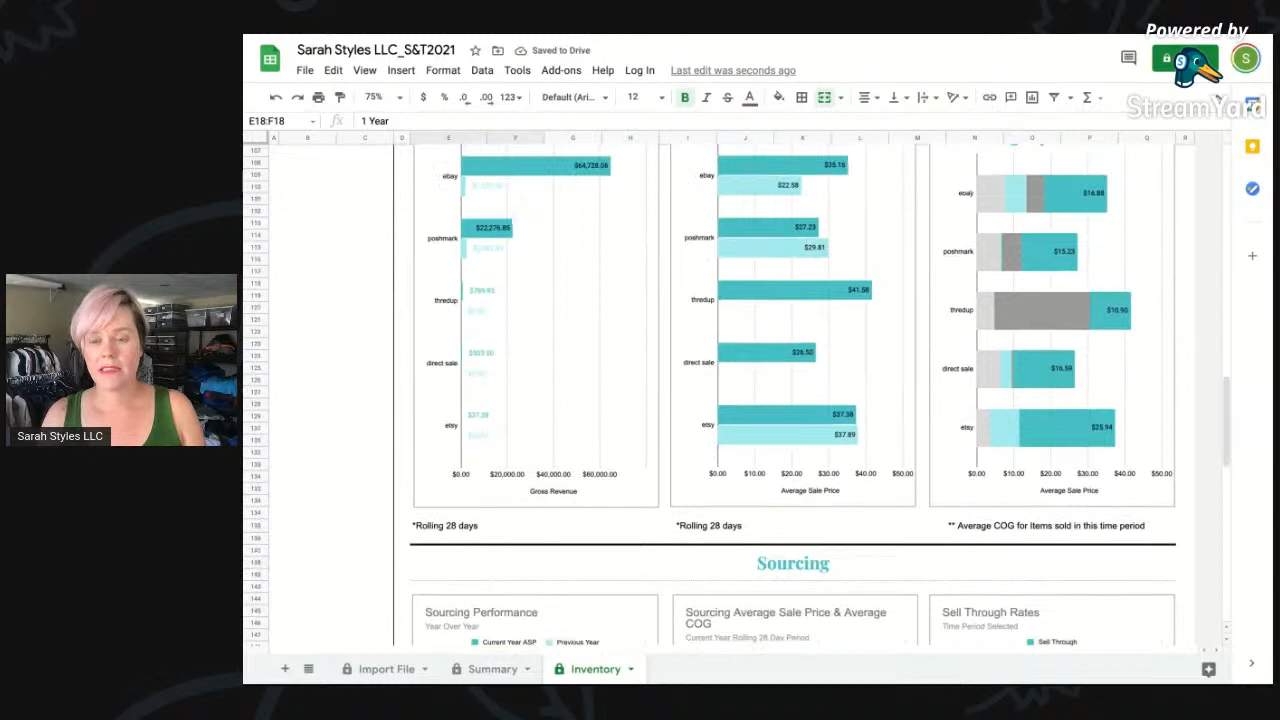 Powered by
StreamYard
Sarah Styles LLC_S&T2021
Saved to Drive
File Edit View Insert Format Data Tools Add-ons Help Log In Last edit was seconds ago
S
75% $ % .0 .00 123 Default (Ari... 12 B I S A
E18:F18 fx 1 Year
A B C D E F G H I J K L M N O P Q R
ebay
$64,728.06
poshmark
$22,276.85
thredup
direct sale
$37.38
etsy
$0.00 $20,000.00 $40,000.00 $60,000.00
Gross Revenue
ebay
$35.16
$22.58
poshmark
$27.23
$29.81
thredup
$41.58
direct sale
$26.50
etsy
$37.38
$37.89
$0.00 $10.00 $20.00 $30.00 $40.00 $50.00
Average Sale Price
ebay
$16.88
poshmark
$15.23
thredup
$10.90
direct sale
$16.59
etsy
$25.94
$0.00 $10.00 $20.00 $30.00 $40.00 $50.00
Average Sale Price
*Rolling 28 days
*Rolling 28 days
** Average COG for items sold in this time period
Sourcing
Sourcing Performance
Year Over Year
Current Year ASP Previous Year
Sourcing Average Sale Price & Average
COG
Current Year Rolling 28 Day Period
Sell Through Rates
Time Period Selected
Sell Through
Import File Summary Inventory
Sarah Styles LLC